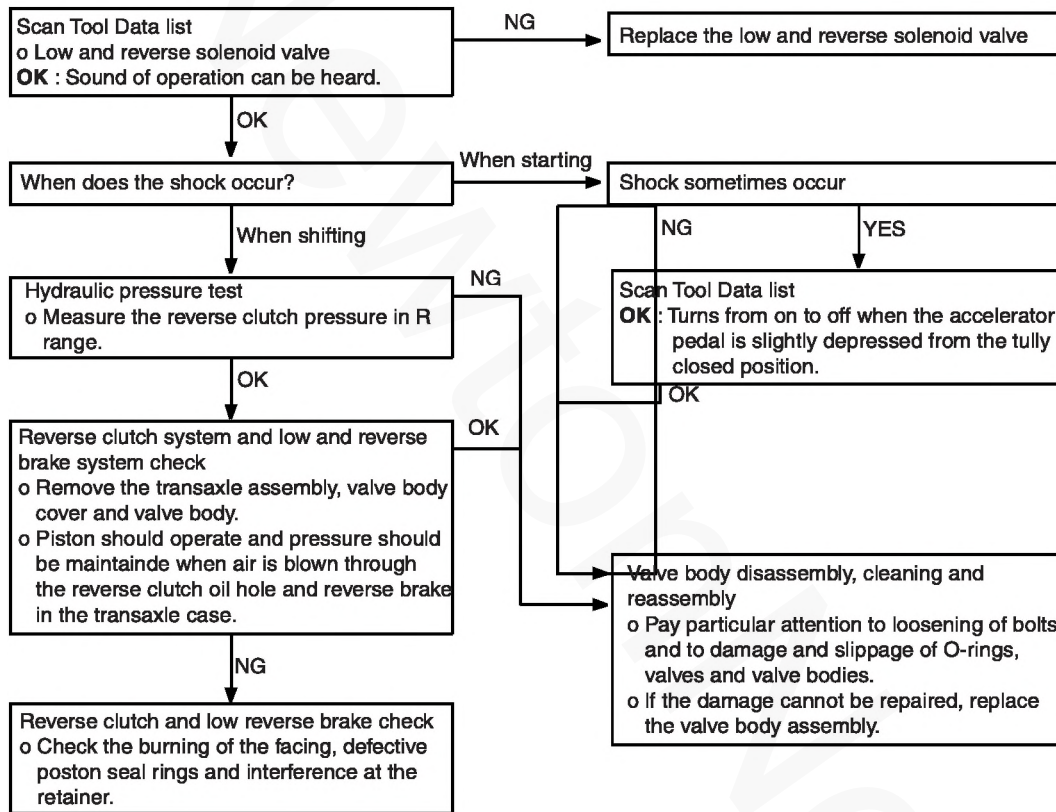 Scan Tool Data list
o Low and reverse solenoid valve
OK : Sound of operation can be heard.
NG
Replace the low and reverse solenoid valve
OK
When does the shock occur?
When starting
Shock sometimes occur
When shifting
NG
YES
Hydraulic pressure test
o Measure the reverse clutch pressure in R
range.
NG
Scan Tool Data list
OK : Turns from on to off when the accelerator
pedal is slightly depressed from the tully
closed position.
OK
OK
Reverse clutch system and low and reverse
brake system check
o Remove the transaxle assembly, valve body
cover and valve body.
o Piston should operate and pressure should
be maintainde when air is blown through
the reverse clutch oil hole and reverse brake
in the transaxle case.
OK
Valve body disassembly, cleaning and
reassembly
o Pay particular attention to loosening of bolts
and to damage and slippage of O-rings,
valves and valve bodies.
o If the damage cannot be repaired, replace
the valve body assembly.
NG
Reverse clutch and low reverse brake check
o Check the burning of the facing, defective
poston seal rings and interference at the
retainer.